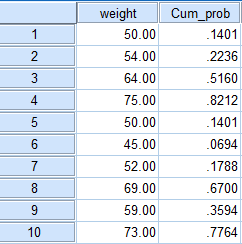 weight Cum_prob
1 50.00 .1401
2 54.00 .2236
3 64.00 .5160
4 75.00 .8212
5 50.00 .1401
6 45.00 .0694
7 52.00 .1788
8 69.00 .6700
9 59.00 .3594
10 73.00 .7764